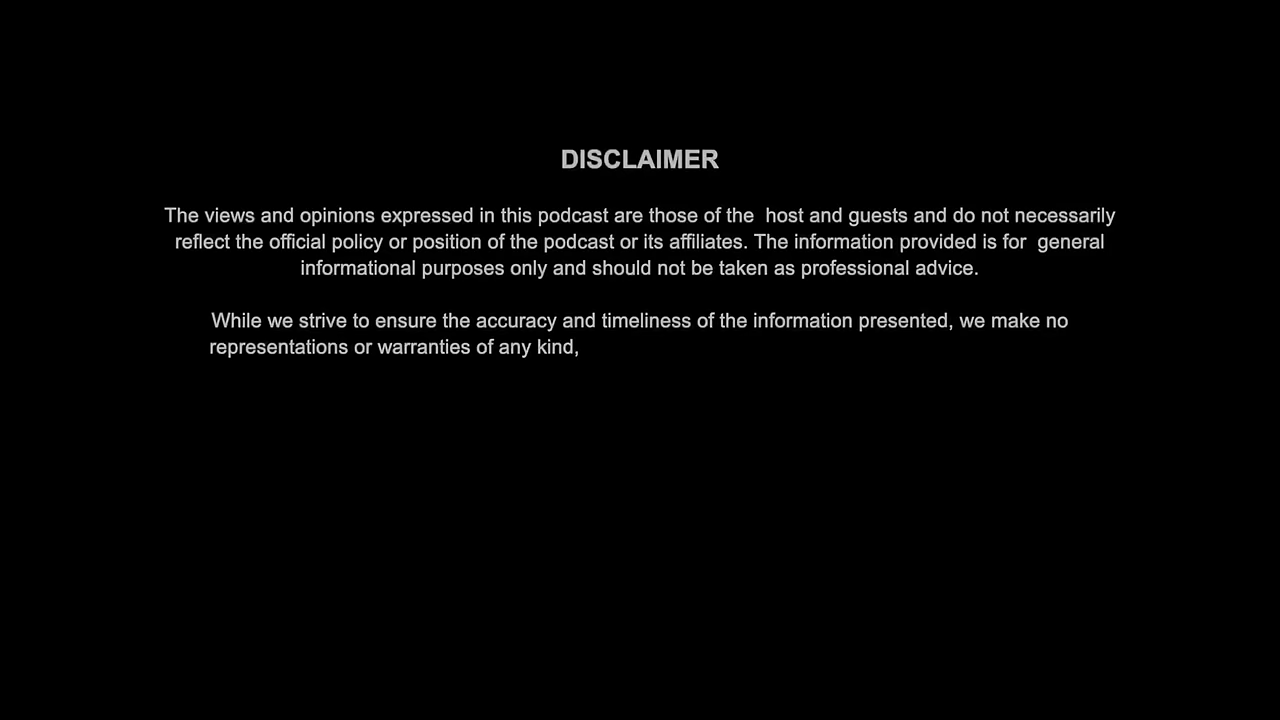 DISCLAIMER
The views and opinions expressed in this podcast are those of the  host and guests and do not necessarily
reflect the official policy or position of the podcast or its affiliates. The information provided is for  general
informational purposes only and should not be taken as professional advice.
While we strive to ensure the accuracy and timeliness of the information presented, we make no
representations or warranties of any kind,